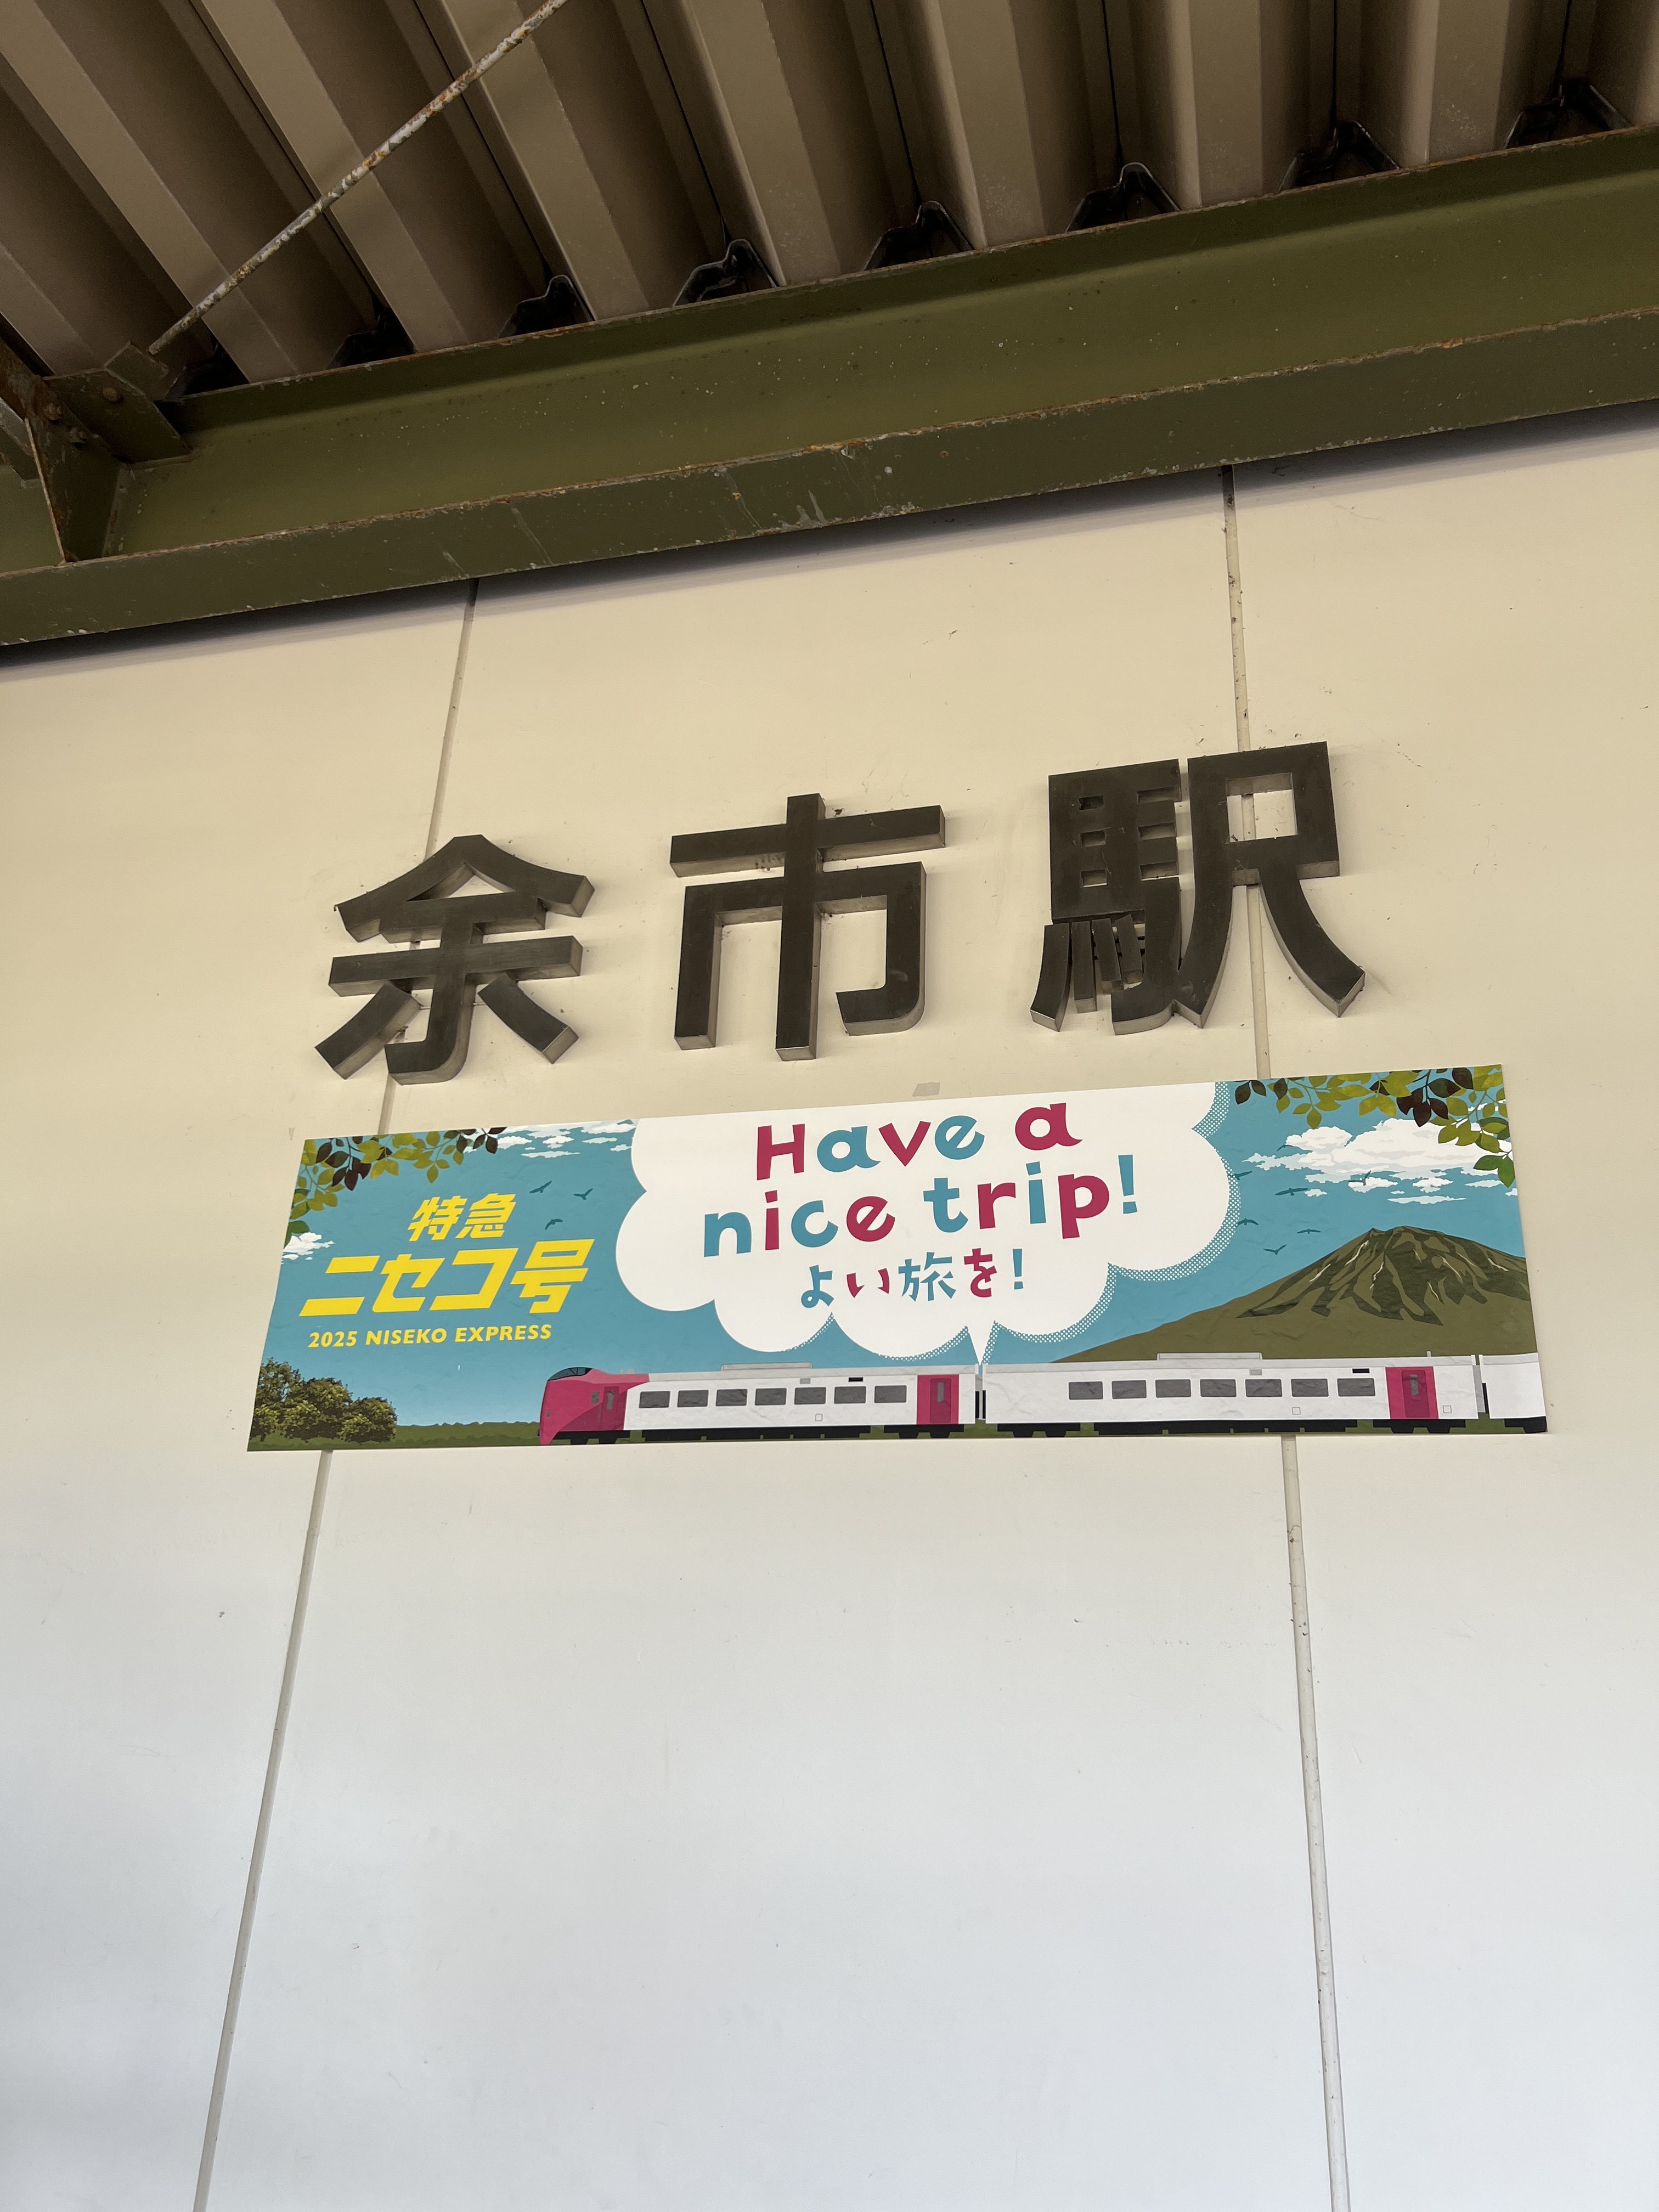 余市駅
特急
ニセコ号
2025 NISEKO EXPRESS
Have a
nice trip!
よい旅を!